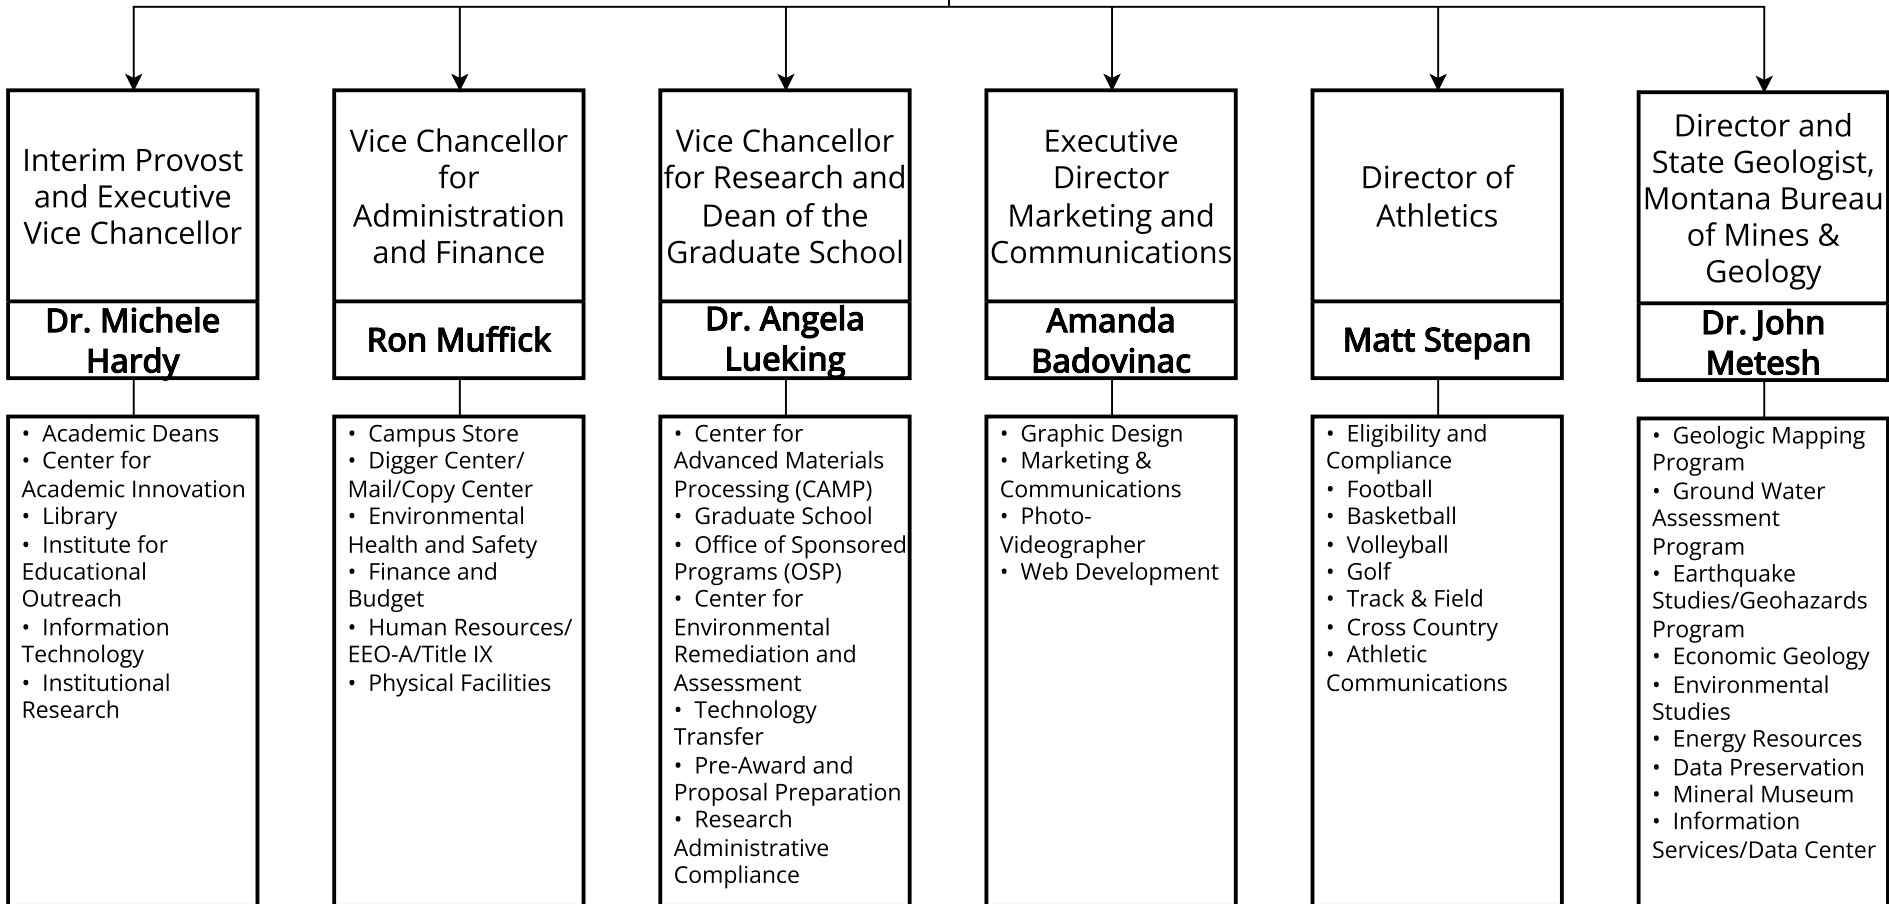 Interim Provost
and Executive
Vice Chancellor
Dr. Michele
Hardy
• Academic Deans
• Center for
Academic Innovation
• Library
• Institute for
Educational
Outreach
• Information
Technology
• Institutional
Research
Vice Chancellor
for
Administration
and Finance
Ron Muffick
• Campus Store
• Digger Center/
Mail/Copy Center
• Environmental
Health and Safety
• Finance and
Budget
• Human Resources/
EEO-A/Title IX
• Physical Facilities
Vice Chancellor
for Research and
Dean of the
Graduate School
Dr. Angela
Lueking
• Center for
Advanced Materials
Processing (CAMP)
• Graduate School
• Office of Sponsored
Programs (OSP)
• Center for
Environmental
Remediation and
Assessment
• Technology
Transfer
• Pre-Award and
Proposal Preparation
• Research
Administrative
Compliance
Executive
Director
Marketing and
Communications
Amanda
Badovinac
• Graphic Design
• Marketing &
Communications
• Photo-
Videographer
• Web Development
Director of
Athletics
Matt Stepan
• Eligibility and
Compliance
• Football
• Basketball
• Volleyball
• Golf
• Track & Field
• Cross Country
• Athletic
Communications
Director and
State Geologist,
Montana Bureau
of Mines &
Geology
Dr. John
Metesh
• Geologic Mapping
Program
• Ground Water
Assessment
Program
• Earthquake
Studies/Geohazards
Program
• Economic Geology
• Environmental
Studies
• Energy Resources
• Data Preservation
• Mineral Museum
• Information
Services/Data Center